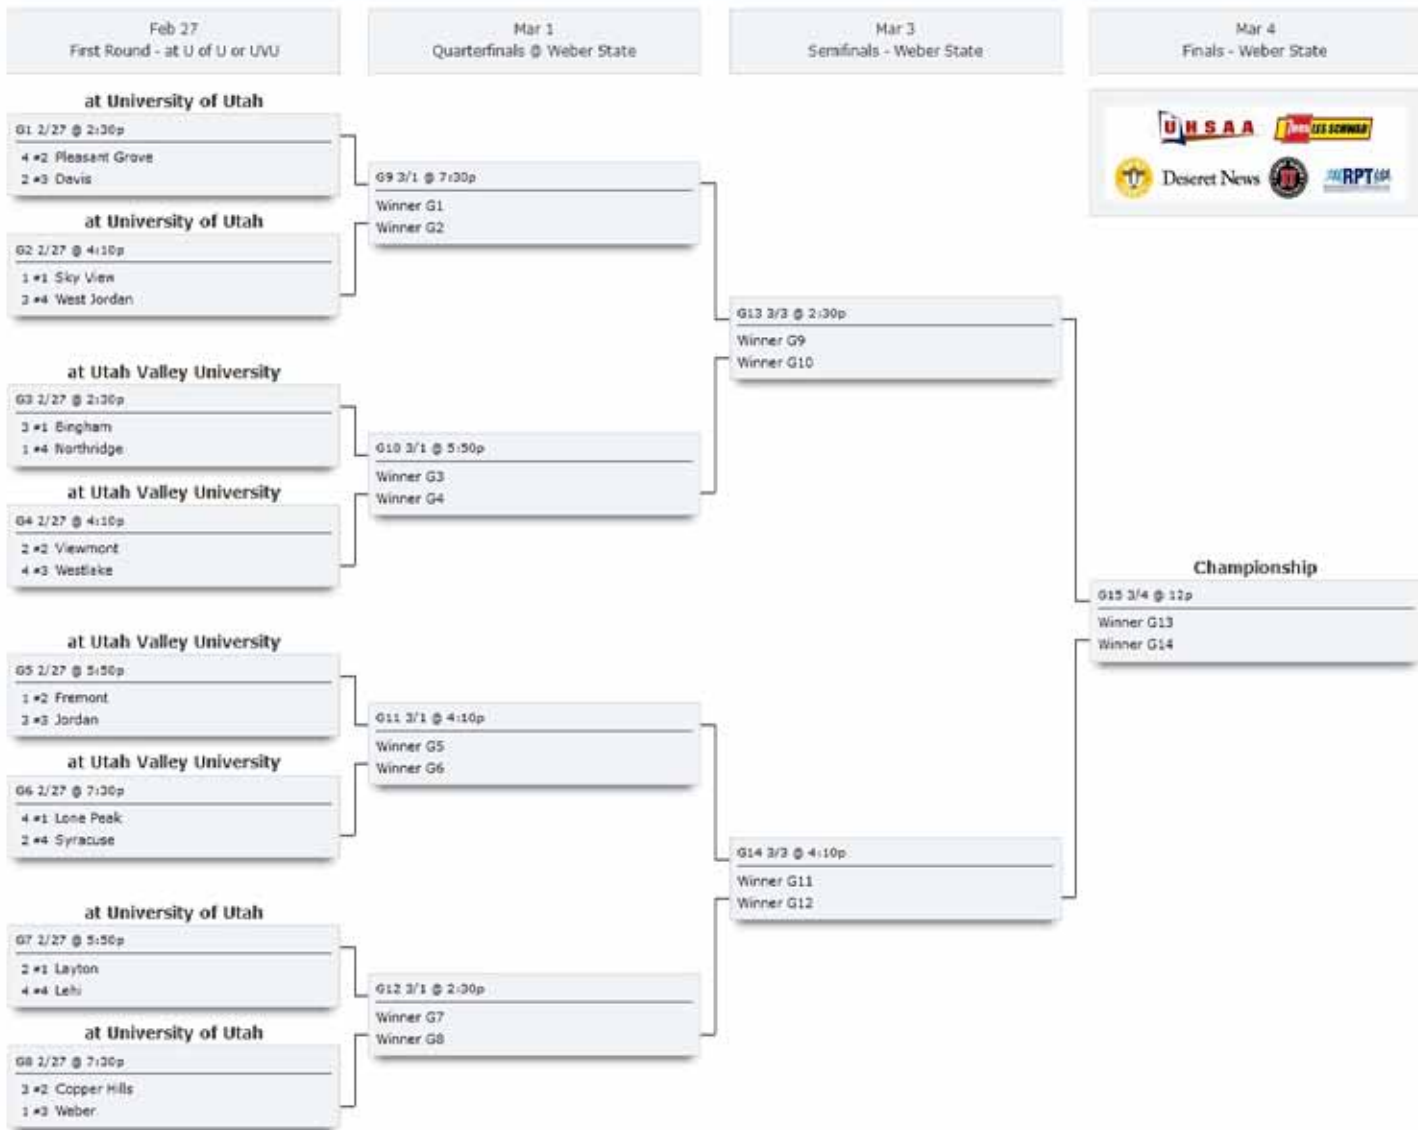 Feb 27
First Round - at U of U or UVU
Mar 1
Quarterfinals @ Weber State
Mar 3
Semifinals - Weber State
Mar 4
Finals - Weber State
at University of Utah
G1 2/27 @ 2:30p
4 #2 Pleasant Grove
2 #3 Davis
at University of Utah
G2 2/27 @ 4:10p
1 #1 Sky View
3 #4 West Jordan
at Utah Valley University
G3 2/27 @ 2:30p
3 #1 Bingham
1 #4 Northridge
at Utah Valley University
G4 2/27 @ 4:10p
2 #2 Viewmont
4 #3 Westlake
at Utah Valley University
G5 2/27 @ 5:50p
1 #2 Fremont
3 #3 Jordan
at Utah Valley University
G6 2/27 @ 7:30p
4 #1 Lone Peak
2 #4 Syracuse
at University of Utah
G7 2/27 @ 5:50p
2 #1 Layton
4 #4 Lehi
at University of Utah
G8 2/27 @ 7:30p
3 #2 Copper Hills
1 #3 Weber
G9 3/1 @ 7:30p
Winner G1
Winner G2
G10 3/1 @ 5:50p
Winner G3
Winner G4
G11 3/1 @ 4:10p
Winner G5
Winner G6
G12 3/1 @ 2:30p
Winner G7
Winner G8
G13 3/3 @ 2:30p
Winner G9
Winner G10
G14 3/3 @ 4:10p
Winner G11
Winner G12
UHSAA
LES SCHWAB
Deseret News
RPT
Championship
G15 3/4 @ 12p
Winner G13
Winner G14